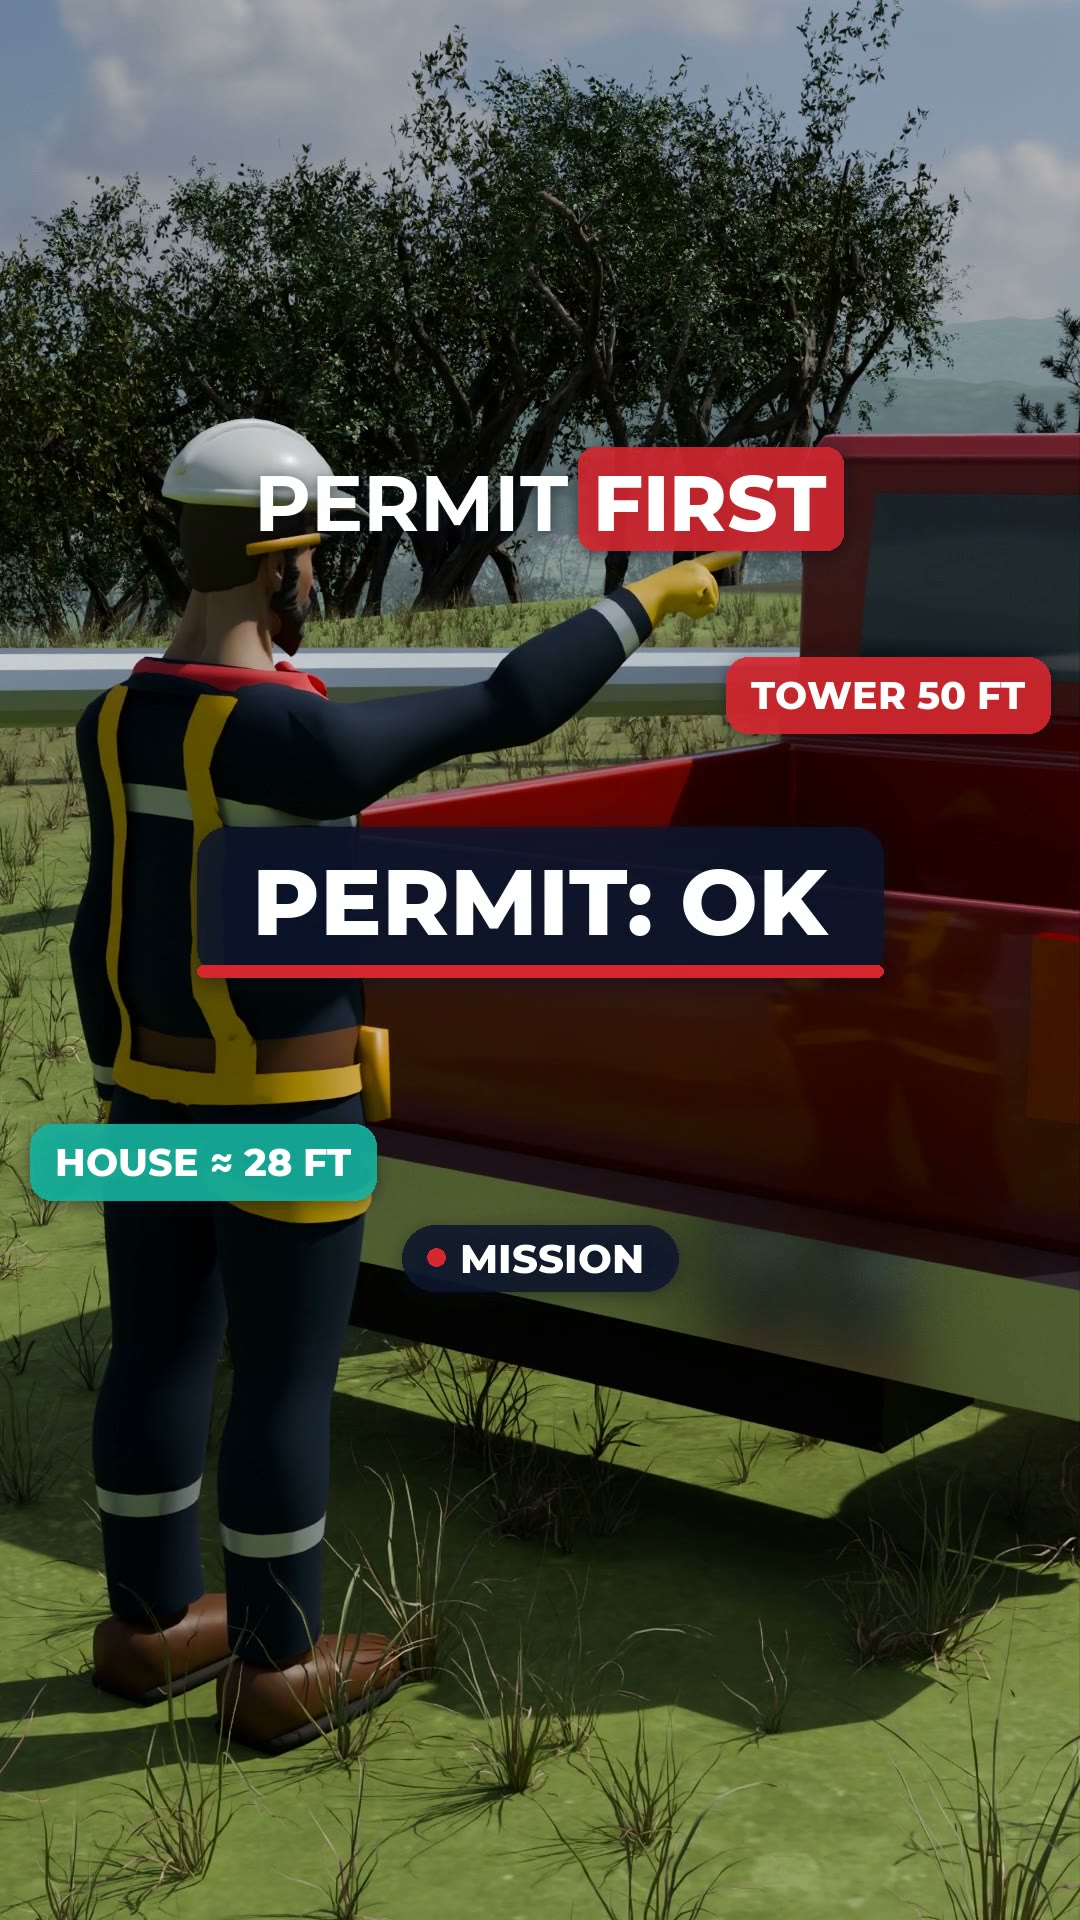 PERMIT FIRST
TOWER 50 FT
PERMIT: OK
HOUSE ≈ 28 FT
MISSION